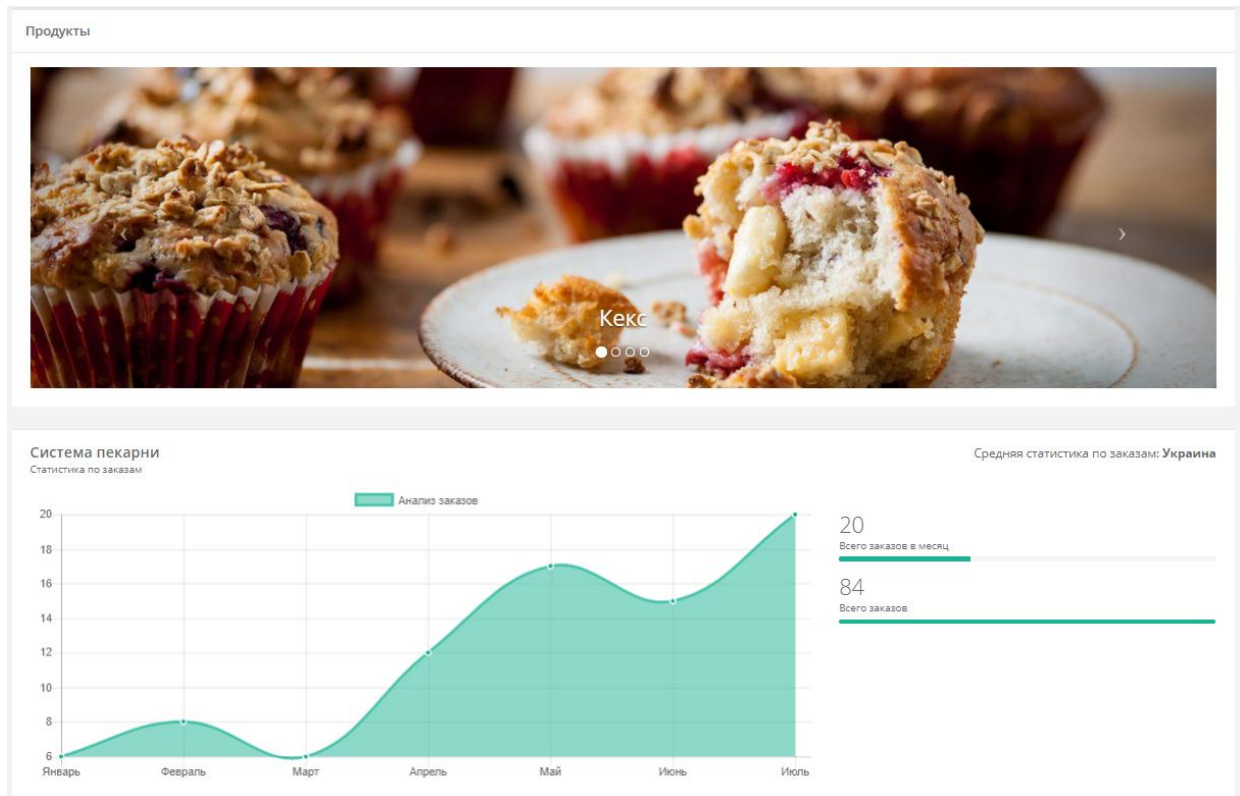 Продукты
Кекс
Система пекарни
Статистика по заказам
Средняя статистика по заказам: Украина
Анализ заказов
20
18
16
14
12
10
8
6
Январь Февраль Март Апрель Май Июнь Июль
20
Всего заказов в месяц
84
Всего заказов